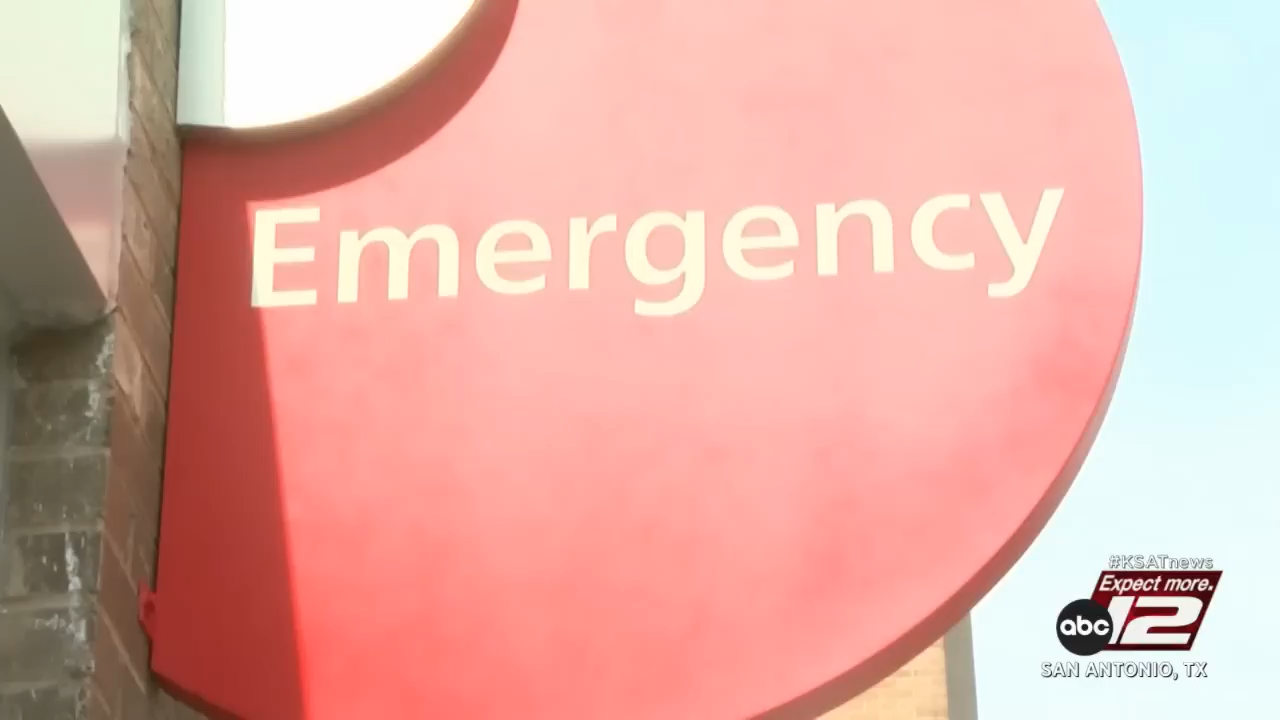 Emergency
#KSATnews
Expect more.
abc 12
SAN ANTONIO, TX